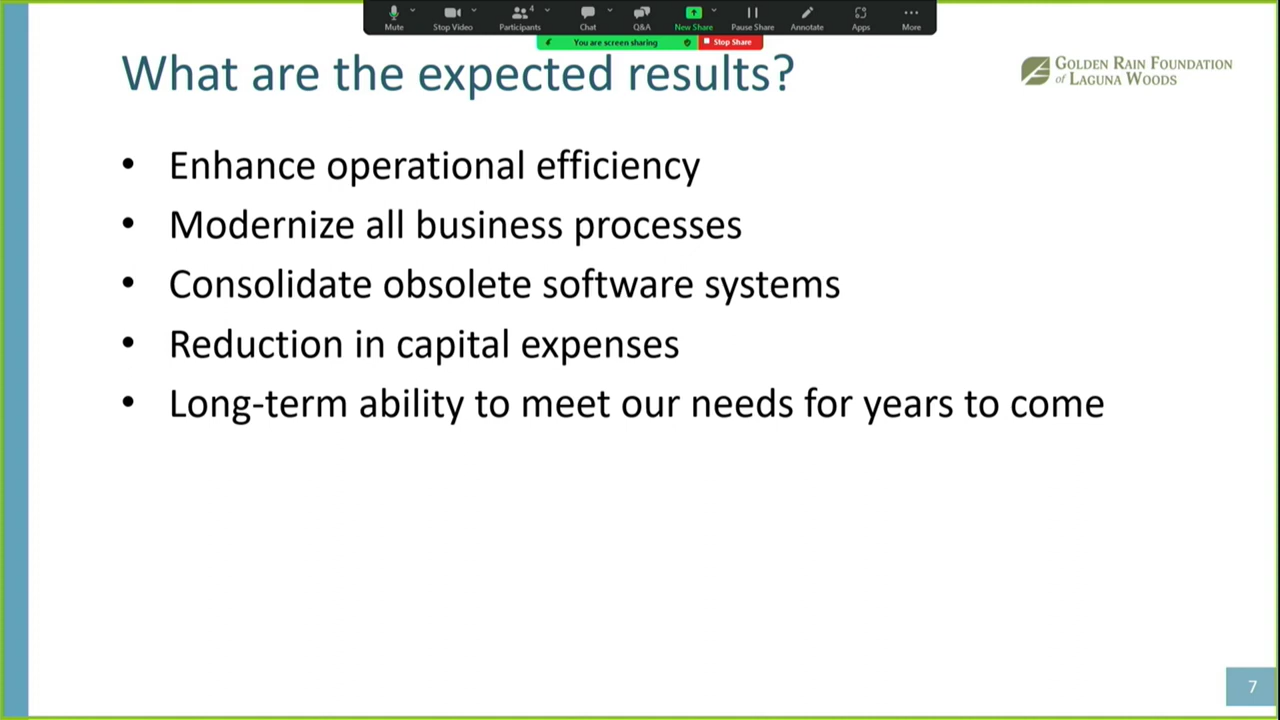 Mute Stop Video Participants 4 Chat Q&A New Share Pause Share Annotate Apps More
You are screen sharing Stop Share
What are the expected results?
GOLDEN RAIN FOUNDATION
of LAGUNA WOODS
• Enhance operational efficiency
• Modernize all business processes
• Consolidate obsolete software systems
• Reduction in capital expenses
• Long-term ability to meet our needs for years to come
7